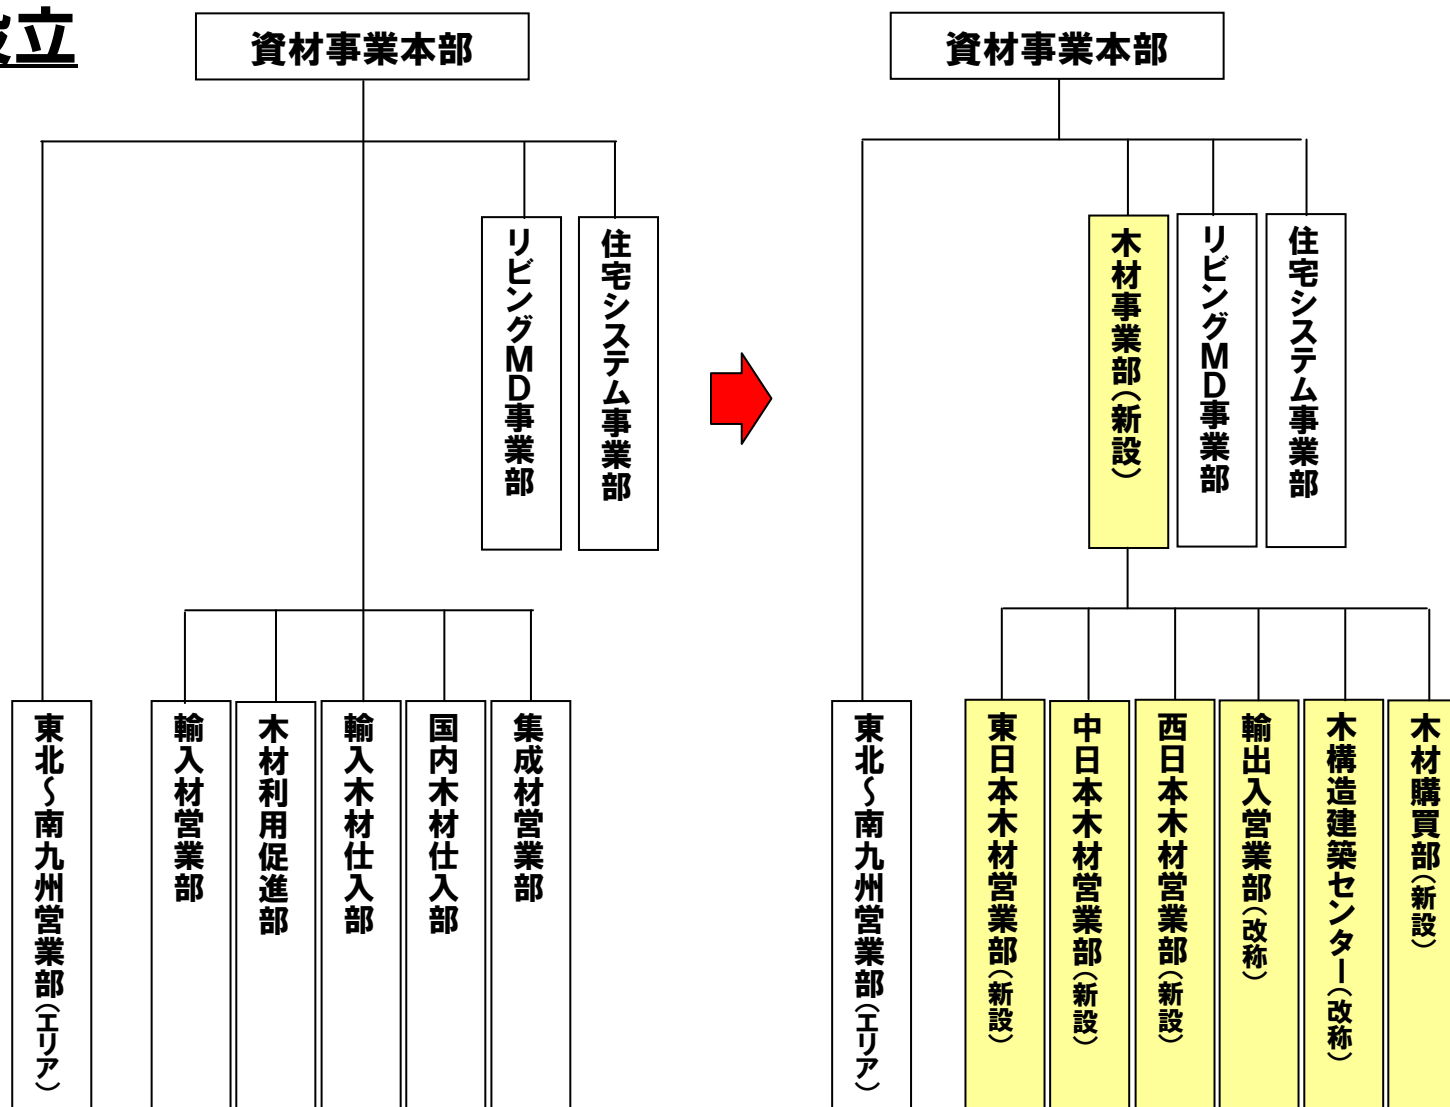 立
資材事業本部
リビングMD事業部
住宅システム事業部
東北～南九州営業部(エリア)
輸入材営業部
木材利用促進部
輸入木材仕入部
国内木材仕入部
集成材営業部
資材事業本部
木材事業部(新設)
リビングMD事業部
住宅システム事業部
東北～南九州営業部(エリア)
東日本木材営業部(新設)
中日本木材営業部(新設)
西日本木材営業部(新設)
輸出入営業部(改称)
木構造建築センター(改称)
木材購買部(新設)